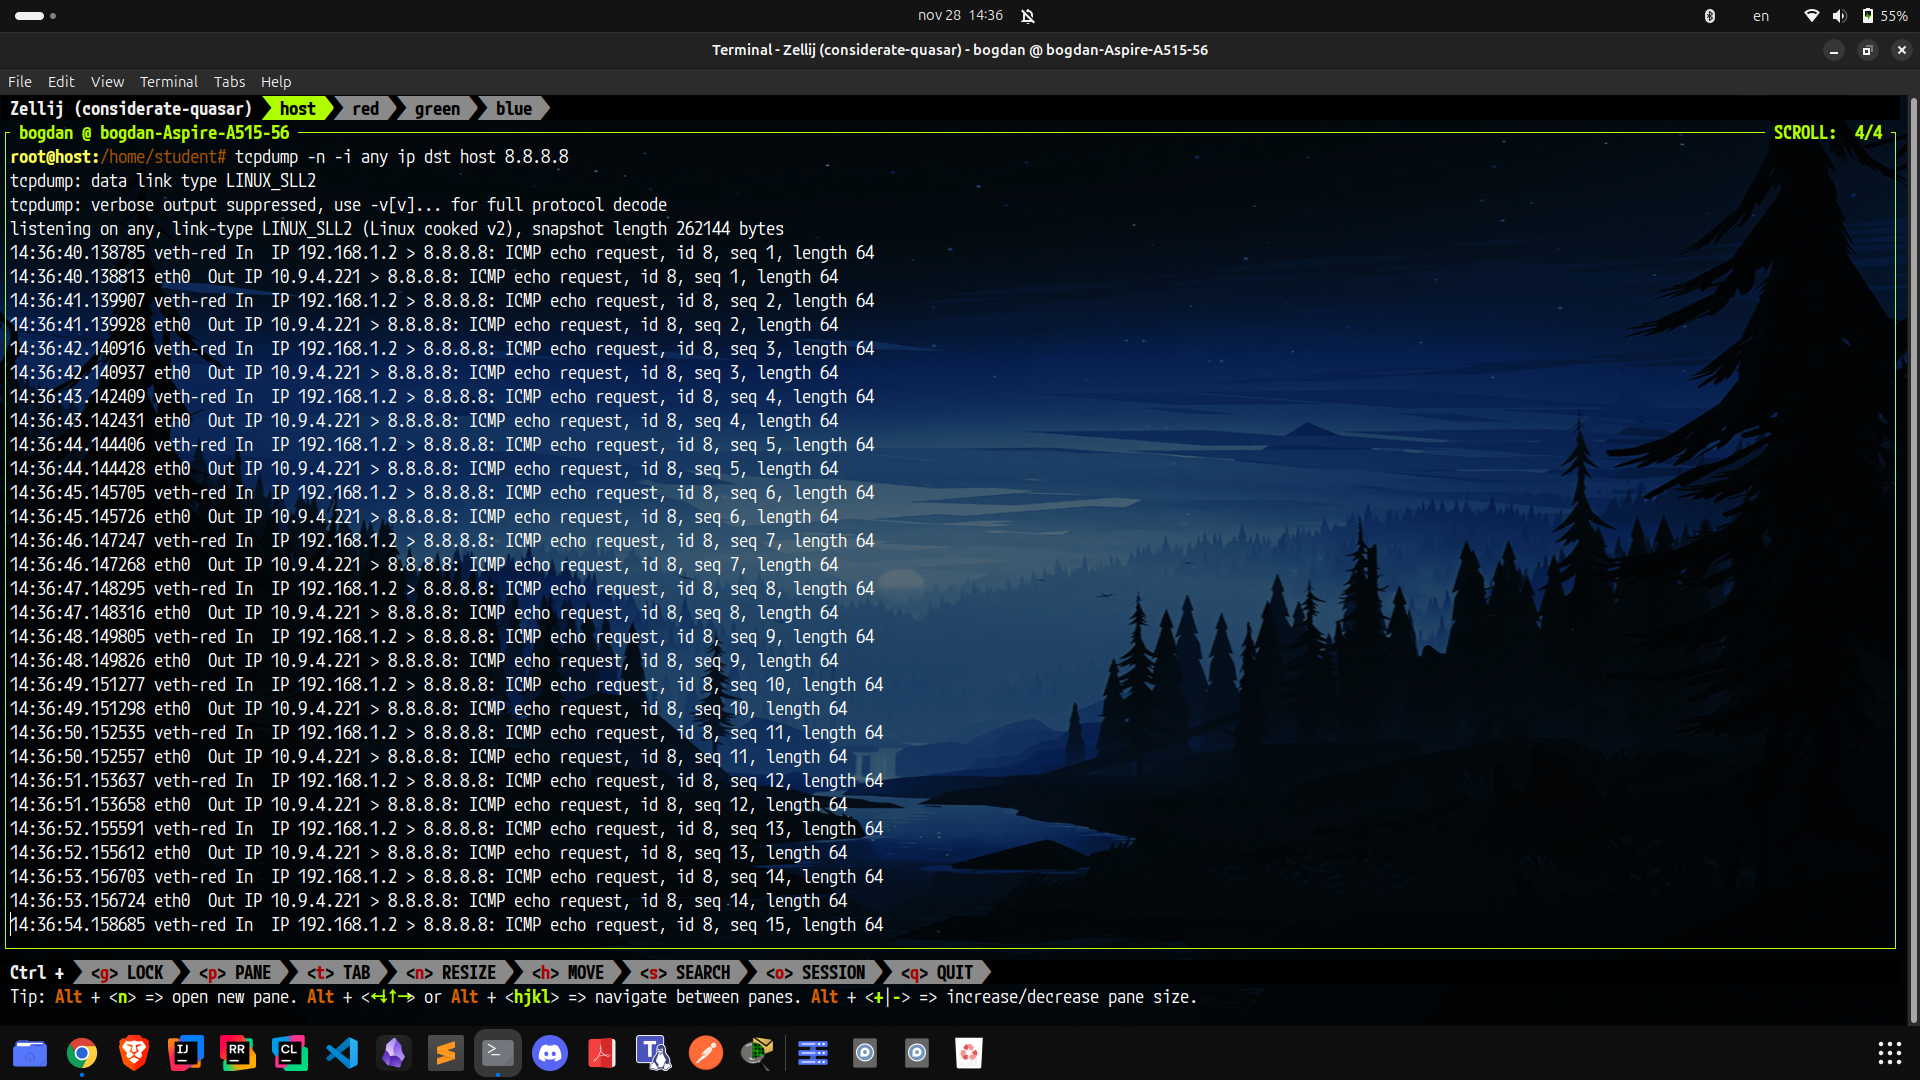 nov 28 14:36
en
55%
Terminal - Zellij (considerate-quasar) - bogdan @ bogdan-Aspire-A515-56
File Edit View Terminal Tabs Help
Zellij (considerate-quasar) host red green blue
bogdan @ bogdan-Aspire-A515-56 SCROLL: 4/4
root@host:/home/student# tcpdump -n -i any ip dst host 8.8.8.8
tcpdump: data link type LINUX_SLL2
tcpdump: verbose output suppressed, use -v[v]... for full protocol decode
listening on any, link-type LINUX_SLL2 (Linux cooked v2), snapshot length 262144 bytes
14:36:40.138785 veth-red In  IP 192.168.1.2 > 8.8.8.8: ICMP echo request, id 8, seq 1, length 64
14:36:40.138813 eth0  Out IP 10.9.4.221 > 8.8.8.8: ICMP echo request, id 8, seq 1, length 64
14:36:41.139907 veth-red In  IP 192.168.1.2 > 8.8.8.8: ICMP echo request, id 8, seq 2, length 64
14:36:41.139928 eth0  Out IP 10.9.4.221 > 8.8.8.8: ICMP echo request, id 8, seq 2, length 64
14:36:42.140916 veth-red In  IP 192.168.1.2 > 8.8.8.8: ICMP echo request, id 8, seq 3, length 64
14:36:42.140937 eth0  Out IP 10.9.4.221 > 8.8.8.8: ICMP echo request, id 8, seq 3, length 64
14:36:43.142409 veth-red In  IP 192.168.1.2 > 8.8.8.8: ICMP echo request, id 8, seq 4, length 64
14:36:43.142431 eth0  Out IP 10.9.4.221 > 8.8.8.8: ICMP echo request, id 8, seq 4, length 64
14:36:44.144406 veth-red In  IP 192.168.1.2 > 8.8.8.8: ICMP echo request, id 8, seq 5, length 64
14:36:44.144428 eth0  Out IP 10.9.4.221 > 8.8.8.8: ICMP echo request, id 8, seq 5, length 64
14:36:45.145705 veth-red In  IP 192.168.1.2 > 8.8.8.8: ICMP echo request, id 8, seq 6, length 64
14:36:45.145726 eth0  Out IP 10.9.4.221 > 8.8.8.8: ICMP echo request, id 8, seq 6, length 64
14:36:46.147247 veth-red In  IP 192.168.1.2 > 8.8.8.8: ICMP echo request, id 8, seq 7, length 64
14:36:46.147268 eth0  Out IP 10.9.4.221 > 8.8.8.8: ICMP echo request, id 8, seq 7, length 64
14:36:47.148295 veth-red In  IP 192.168.1.2 > 8.8.8.8: ICMP echo request, id 8, seq 8, length 64
14:36:47.148316 eth0  Out IP 10.9.4.221 > 8.8.8.8: ICMP echo request, id 8, seq 8, length 64
14:36:48.149805 veth-red In  IP 192.168.1.2 > 8.8.8.8: ICMP echo request, id 8, seq 9, length 64
14:36:48.149826 eth0  Out IP 10.9.4.221 > 8.8.8.8: ICMP echo request, id 8, seq 9, length 64
14:36:49.151277 veth-red In  IP 192.168.1.2 > 8.8.8.8: ICMP echo request, id 8, seq 10, length 64
14:36:49.151298 eth0  Out IP 10.9.4.221 > 8.8.8.8: ICMP echo request, id 8, seq 10, length 64
14:36:50.152535 veth-red In  IP 192.168.1.2 > 8.8.8.8: ICMP echo request, id 8, seq 11, length 64
14:36:50.152557 eth0  Out IP 10.9.4.221 > 8.8.8.8: ICMP echo request, id 8, seq 11, length 64
14:36:51.153637 veth-red In  IP 192.168.1.2 > 8.8.8.8: ICMP echo request, id 8, seq 12, length 64
14:36:51.153658 eth0  Out IP 10.9.4.221 > 8.8.8.8: ICMP echo request, id 8, seq 12, length 64
14:36:52.155591 veth-red In  IP 192.168.1.2 > 8.8.8.8: ICMP echo request, id 8, seq 13, length 64
14:36:52.155612 eth0  Out IP 10.9.4.221 > 8.8.8.8: ICMP echo request, id 8, seq 13, length 64
14:36:53.156703 veth-red In  IP 192.168.1.2 > 8.8.8.8: ICMP echo request, id 8, seq 14, length 64
14:36:53.156724 eth0  Out IP 10.9.4.221 > 8.8.8.8: ICMP echo request, id 8, seq 14, length 64
14:36:54.158685 veth-red In  IP 192.168.1.2 > 8.8.8.8: ICMP echo request, id 8, seq 15, length 64
Ctrl + <g> LOCK <p> PANE <t> TAB <n> RESIZE <h> MOVE <s> SEARCH <o> SESSION <q> QUIT
Tip: Alt + <n> => open new pane. Alt + <←↓↑→> or Alt + <hjkl> => navigate between panes. Alt + <+|-> => increase/decrease pane size.
IJ RR CL T